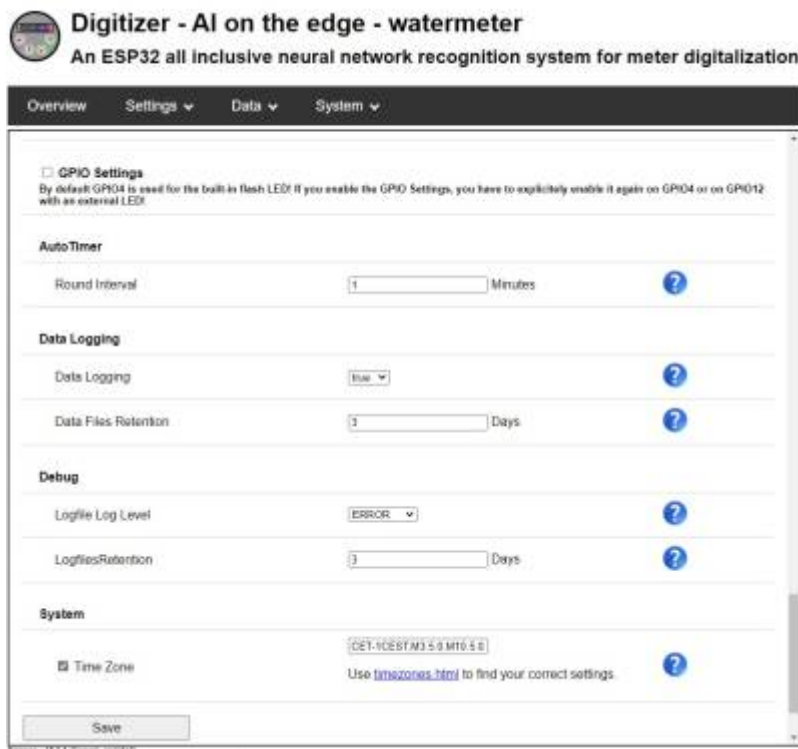 Digitizer - AI on the edge - watermeter
An ESP32 all inclusive neural network recognition system for meter digitalization
Overview Settings Data System
GPIO Settings
By default GPIO4 is used for the built-in flash LED! If you enable the GPIO Settings, you have to explicitely enable it again on GPIO4 or on GPIO12
with an external LED!
AutoTimer
Round Interval 1 Minutes
Data Logging
Data Logging true
Data Files Retention 3 Days
Debug
Logfile Log Level ERROR
LogfilesRetention 3 Days
System
CET-1CEST,M3.5.0,M10.5.0
Time Zone
Use timezones.html to find your correct settings.
Save